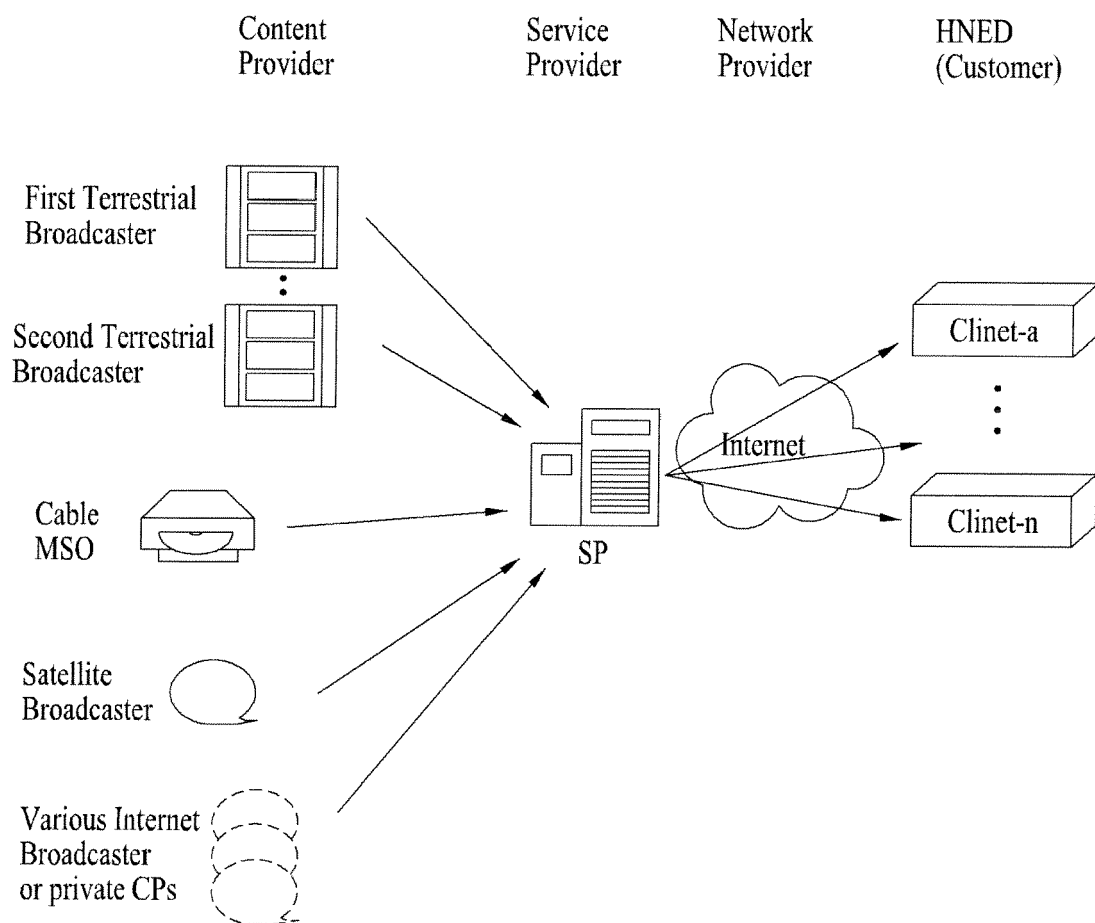 Content
Provider
Service
Provider
Network
Provider
HNED
(Customer)
First Terrestrial
Broadcaster
Second Terrestrial
Broadcaster
Clinet-a
Internet
Cable
MSO
Clinet-n
SP
Satellite
Broadcaster
Various Internet
Broadcaster
or private CPs